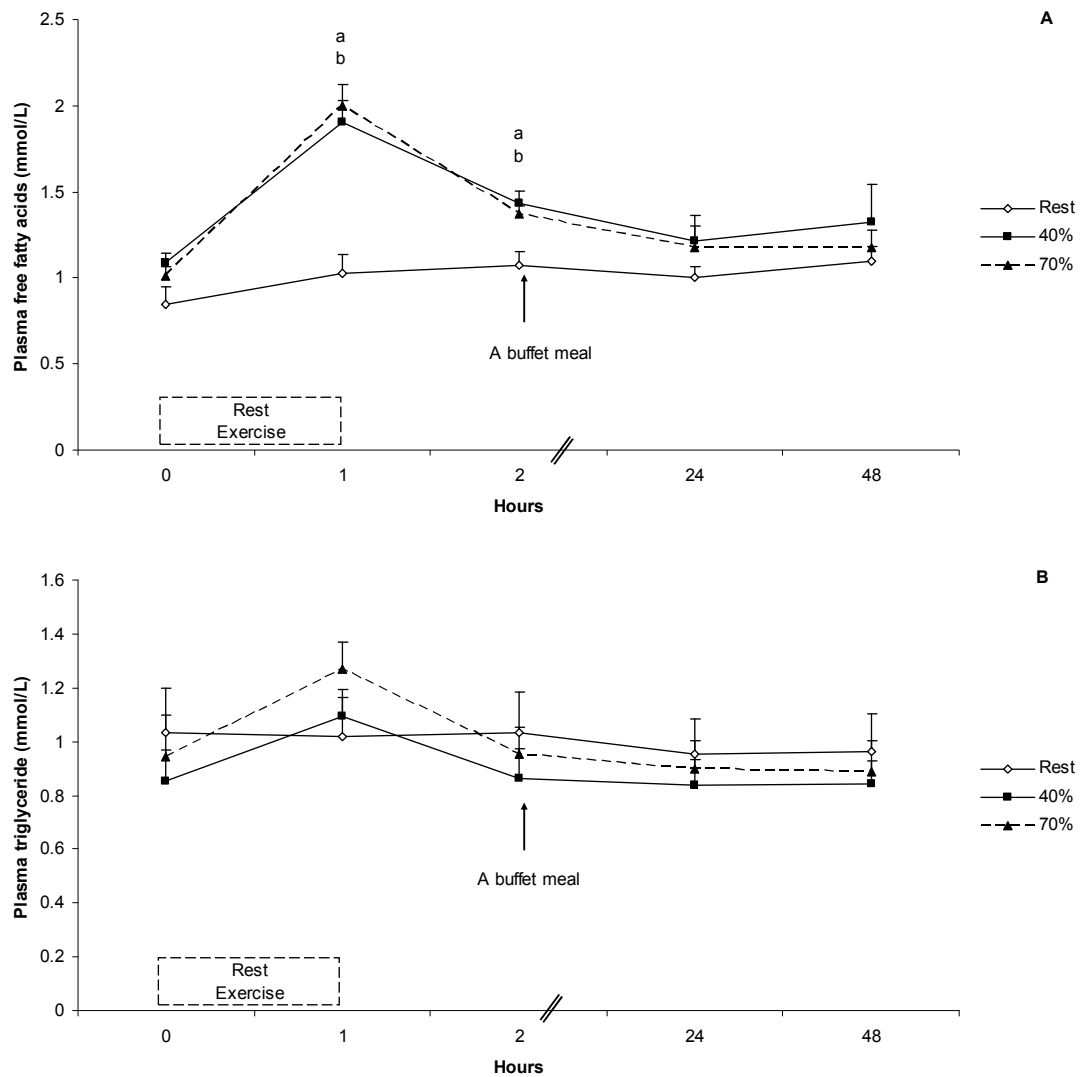 A
Plasma free fatty acids (mmol/L)
2.5
2
1.5
1
0.5
0
a
b
a
b
A buffet meal
Rest
Exercise
0
1
2
24
48
Hours
Rest
40%
70%
B
Plasma triglyceride (mmol/L)
1.6
1.4
1.2
1
0.8
0.6
0.4
0.2
0
A buffet meal
Rest
Exercise
0
1
2
24
48
Hours
Rest
40%
70%